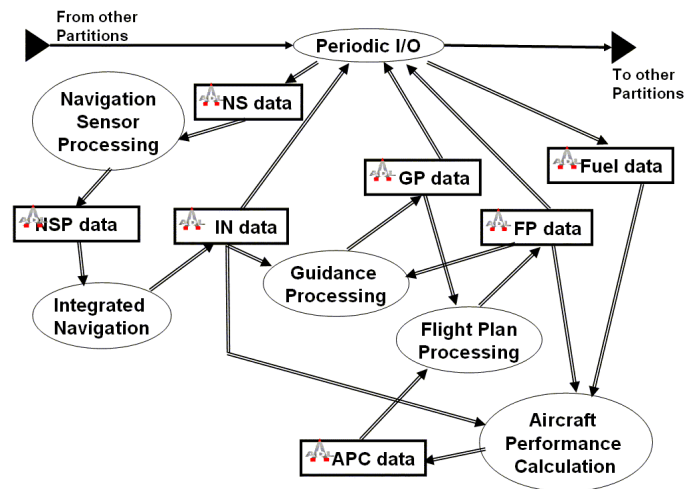 From other
Partitions
Periodic I/O
To other
Partitions
Navigation
Sensor
Processing
NS data
GP data
Fuel data
NSP data
IN data
FP data
Guidance
Processing
Integrated
Navigation
Flight Plan
Processing
Aircraft
Performance
Calculation
APC data